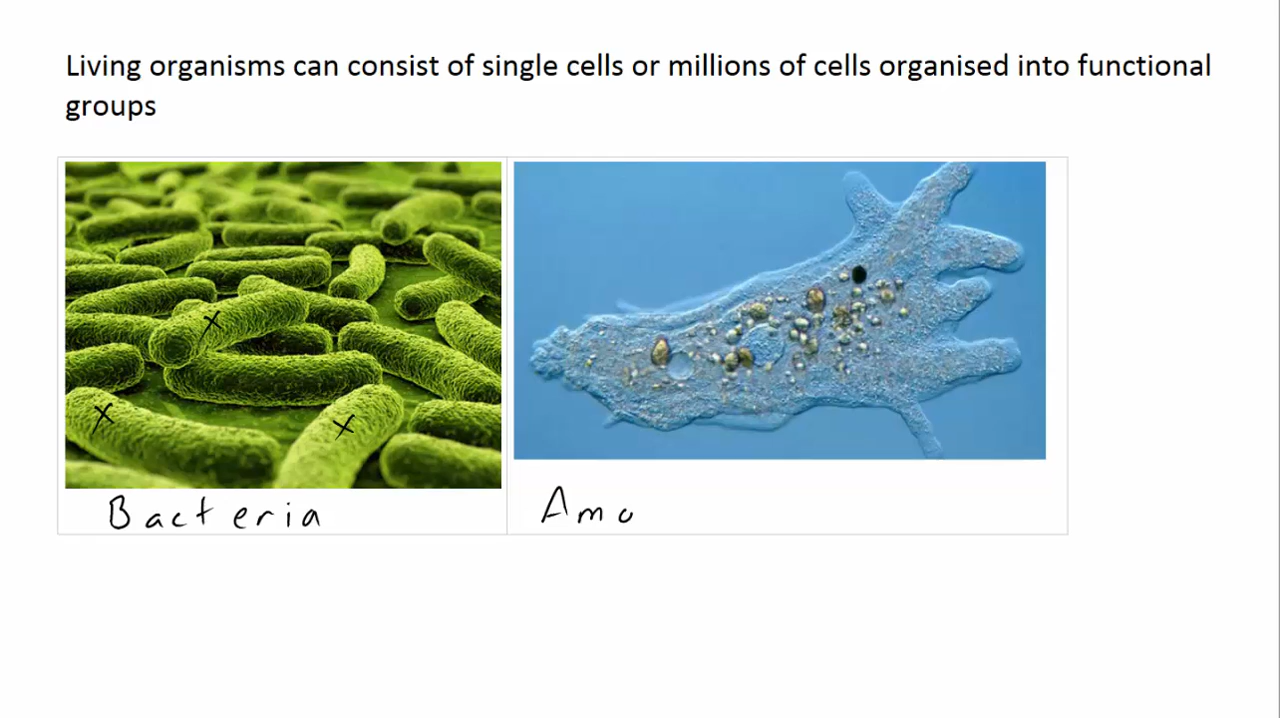 Living organisms can consist of single cells or millions of cells organised into functional
groups
Bacteria
Amo